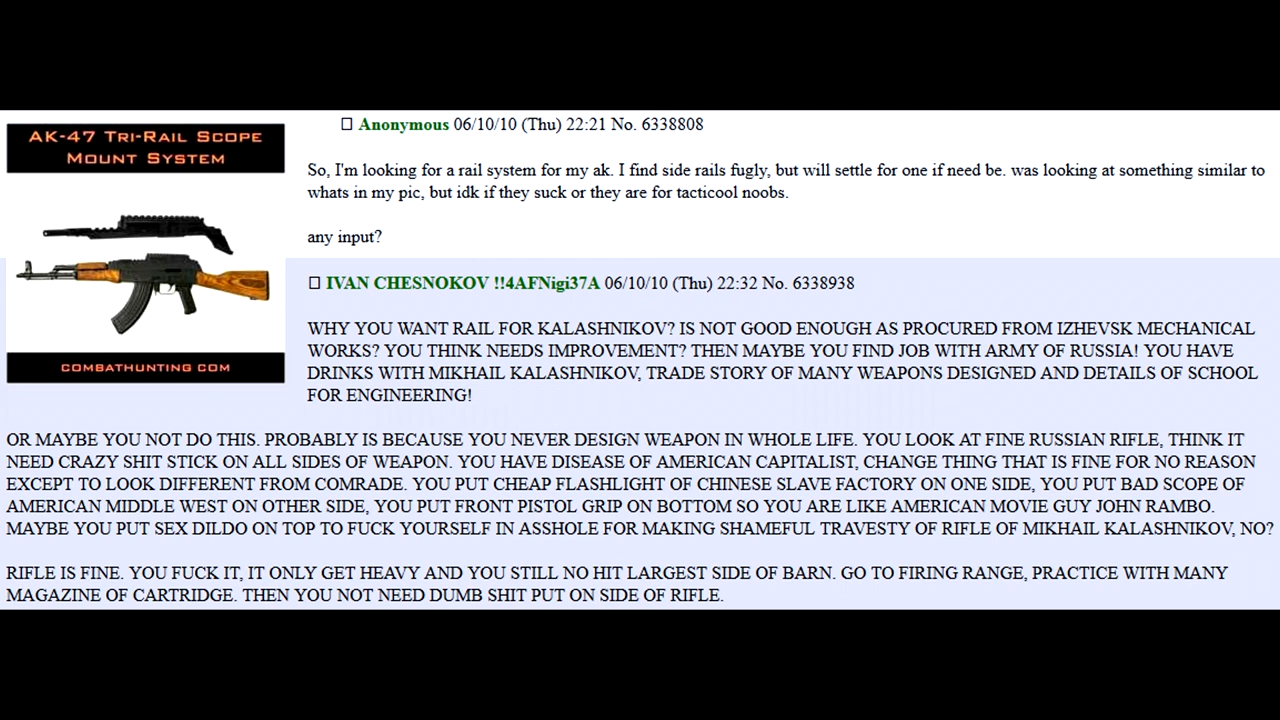 AK-47 Tri-Rail Scope
Mount System
combathunting.com
Anonymous 06/10/10 (Thu) 22:21 No. 6338808
So, I'm looking for a rail system for my ak. I find side rails fugly, but will settle for one if need be. was looking at something similar to
whats in my pic, but idk if they suck or they are for tacticool noobs.
any input?
IVAN CHESNOKOV !!4AFNigi37A 06/10/10 (Thu) 22:32 No. 6338938
WHY YOU WANT RAIL FOR KALASHNIKOV? IS NOT GOOD ENOUGH AS PROCURED FROM IZHEVSK MECHANICAL
WORKS? YOU THINK NEEDS IMPROVEMENT? THEN MAYBE YOU FIND JOB WITH ARMY OF RUSSIA! YOU HAVE
DRINKS WITH MIKHAIL KALASHNIKOV, TRADE STORY OF MANY WEAPONS DESIGNED AND DETAILS OF SCHOOL
FOR ENGINEERING!
OR MAYBE YOU NOT DO THIS. PROBABLY IS BECAUSE YOU NEVER DESIGN WEAPON IN WHOLE LIFE. YOU LOOK AT FINE RUSSIAN RIFLE, THINK IT
NEED CRAZY SHIT STICK ON ALL SIDES OF WEAPON. YOU HAVE DISEASE OF AMERICAN CAPITALIST, CHANGE THING THAT IS FINE FOR NO REASON
EXCEPT TO LOOK DIFFERENT FROM COMRADE. YOU PUT CHEAP FLASHLIGHT OF CHINESE SLAVE FACTORY ON ONE SIDE, YOU PUT BAD SCOPE OF
AMERICAN MIDDLE WEST ON OTHER SIDE, YOU PUT FRONT PISTOL GRIP ON BOTTOM SO YOU ARE LIKE AMERICAN MOVIE GUY JOHN RAMBO.
MAYBE YOU PUT SEX DILDO ON TOP TO FUCK YOURSELF IN ASSHOLE FOR MAKING SHAMEFUL TRAVESTY OF RIFLE OF MIKHAIL KALASHNIKOV, NO?
RIFLE IS FINE. YOU FUCK IT, IT ONLY GET HEAVY AND YOU STILL NO HIT LARGEST SIDE OF BARN. GO TO FIRING RANGE, PRACTICE WITH MANY
MAGAZINE OF CARTRIDGE. THEN YOU NOT NEED DUMB SHIT PUT ON SIDE OF RIFLE.